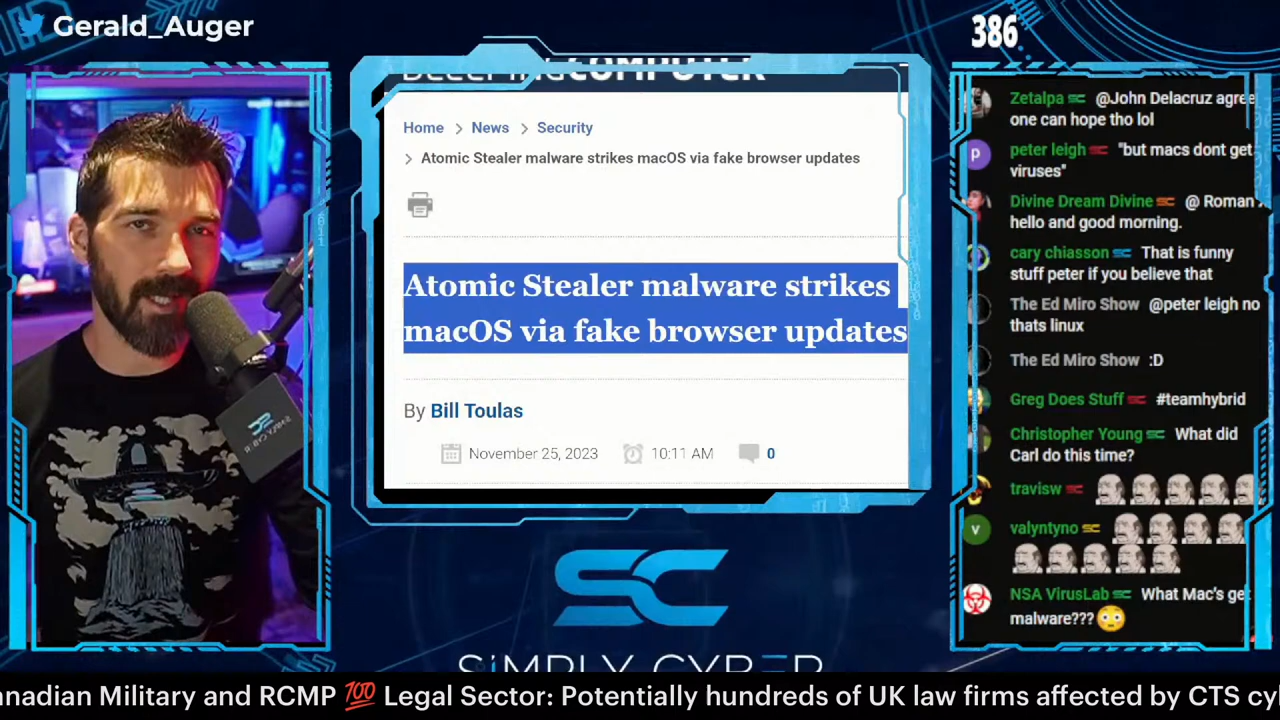 Gerald_Auger
386
BLEEPINGCOMPUTER
Home > News > Security
> Atomic Stealer malware strikes macOS via fake browser updates
Atomic Stealer malware strikes
macOS via fake browser updates
By Bill Toulas
November 25, 2023 10:11 AM 0
Zetalpa @John Delacruz agree
one can hope tho lol
peter leigh "but macs dont get
viruses"
Divine Dream Divine @ Roman
hello and good morning.
cary chiasson That is funny
stuff peter if you believe that
The Ed Miro Show @peter leigh no
thats linux
The Ed Miro Show :D
Greg Does Stuff #teamhybrid
Christopher Young What did
Carl do this time?
travisw
valyntyno
NSA VirusLab What Mac's ge
malware???
SC
SIMPLY CYBER
anadian Military and RCMP 💯 Legal Sector: Potentially hundreds of UK law firms affected by CTS cy